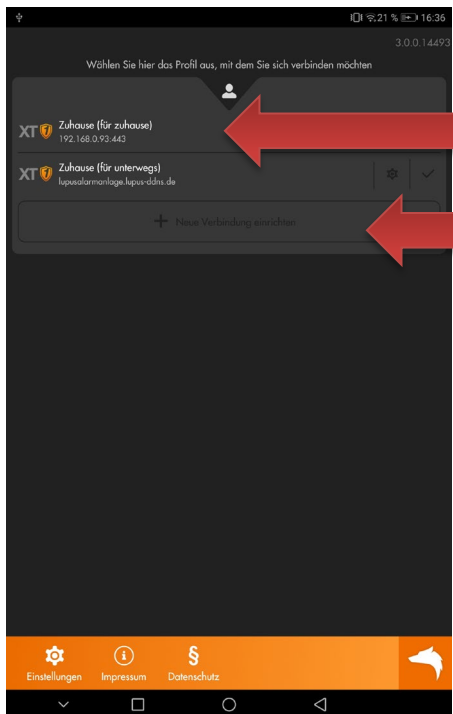 21 % 16:36
3.0.0.14493
Wählen Sie hier das Profil aus, mit dem Sie sich verbinden möchten
XT 1 Zuhause (für zuhause)
192.168.0.93:443
XT 1 Zuhause (für unterwegs)
lupusalarmanlage.lupus-ddns.de
+ Neue Verbindung einrichten
Einstellungen Impressum Datenschutz